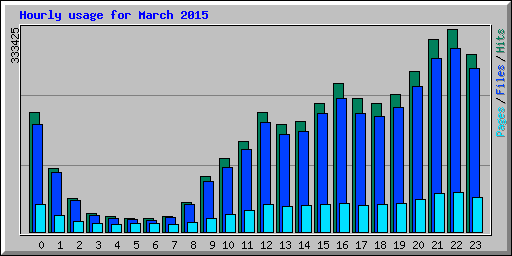 Hourly usage for March 2015
333425
Pages/Files/Hits
0 1 2 3 4 5 6 7 8 9 10 11 12 13 14 15 16 17 18 19 20 21 22 23